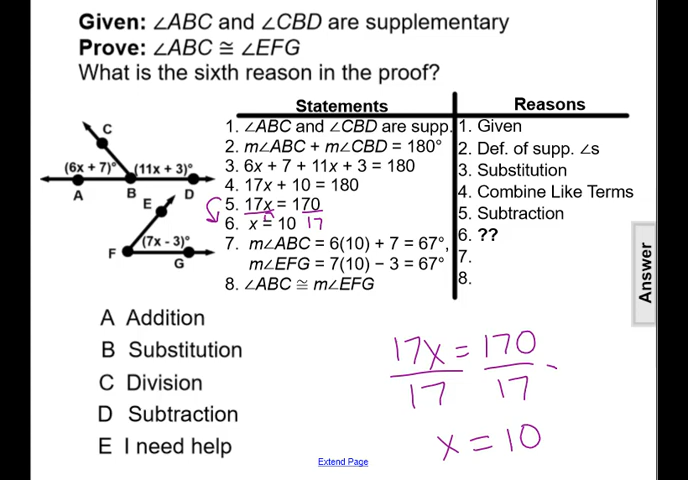 Given: ∠ABC and ∠CBD are supplementary
Prove: ∠ABC ≅ ∠EFG
What is the sixth reason in the proof?
Statements
Reasons
1. ∠ABC and ∠CBD are supp.
1. Given
2. m∠ABC + m∠CBD = 180°
2. Def. of supp. ∠s
3. 6x + 7 + 11x + 3 = 180
3. Substitution
4. 17x + 10 = 180
4. Combine Like Terms
5. 17x = 170
5. Subtraction
6. x = 10
17
6. ??
7. m∠ABC = 6(10) + 7 = 67°,
7.
m∠EFG = 7(10) − 3 = 67°
8. ∠ABC ≅ m∠EFG
8.
C
(6x + 7)°
(11x + 3)°
A
B
D
E
(7x - 3)°
F
G
A Addition
B Substitution
C Division
D Subtraction
E I need help
17x = 170
17 17
x = 10
Answer
Extend Page